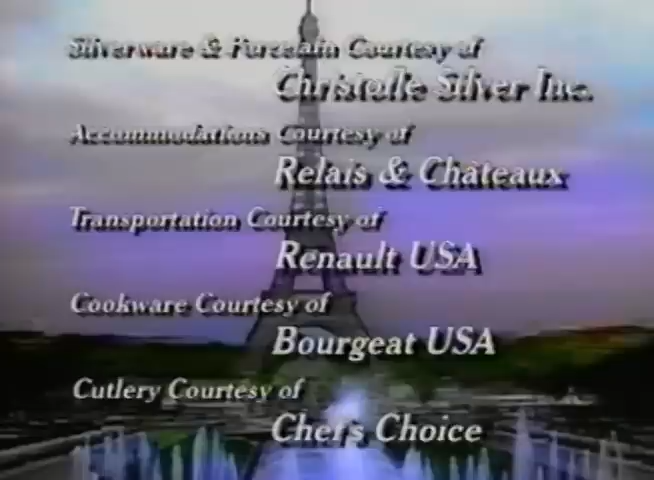 Silverware & Porcelain Courtesy of
Christofle Silver Inc.
Accommodations Courtesy of
Relais & Châteaux
Transportation Courtesy of
Renault USA
Cookware Courtesy of
Bourgeat USA
Cutlery Courtesy of
Chef's Choice